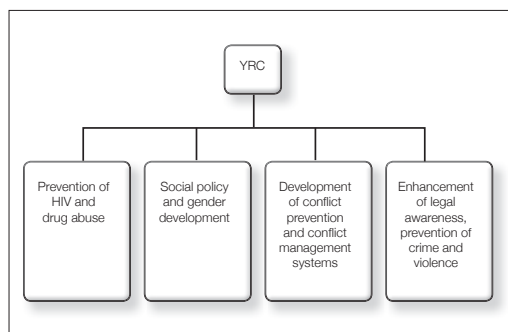 YRC
Prevention of
HIV and
drug abuse
Social policy
and gender
development
Development
of conflict
prevention
and conflict
management
systems
Enhancement
of legal
awareness,
prevention of
crime and
violence